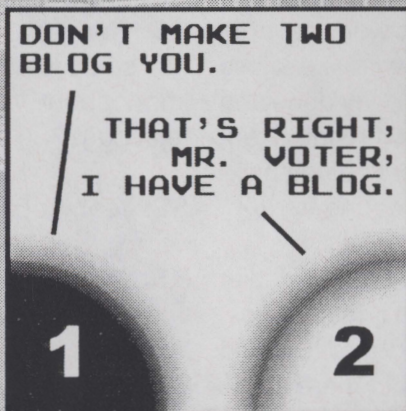 DON'T MAKE TWO
BLOG YOU.
THAT'S RIGHT,
MR. VOTER,
I HAVE A BLOG.
1
2